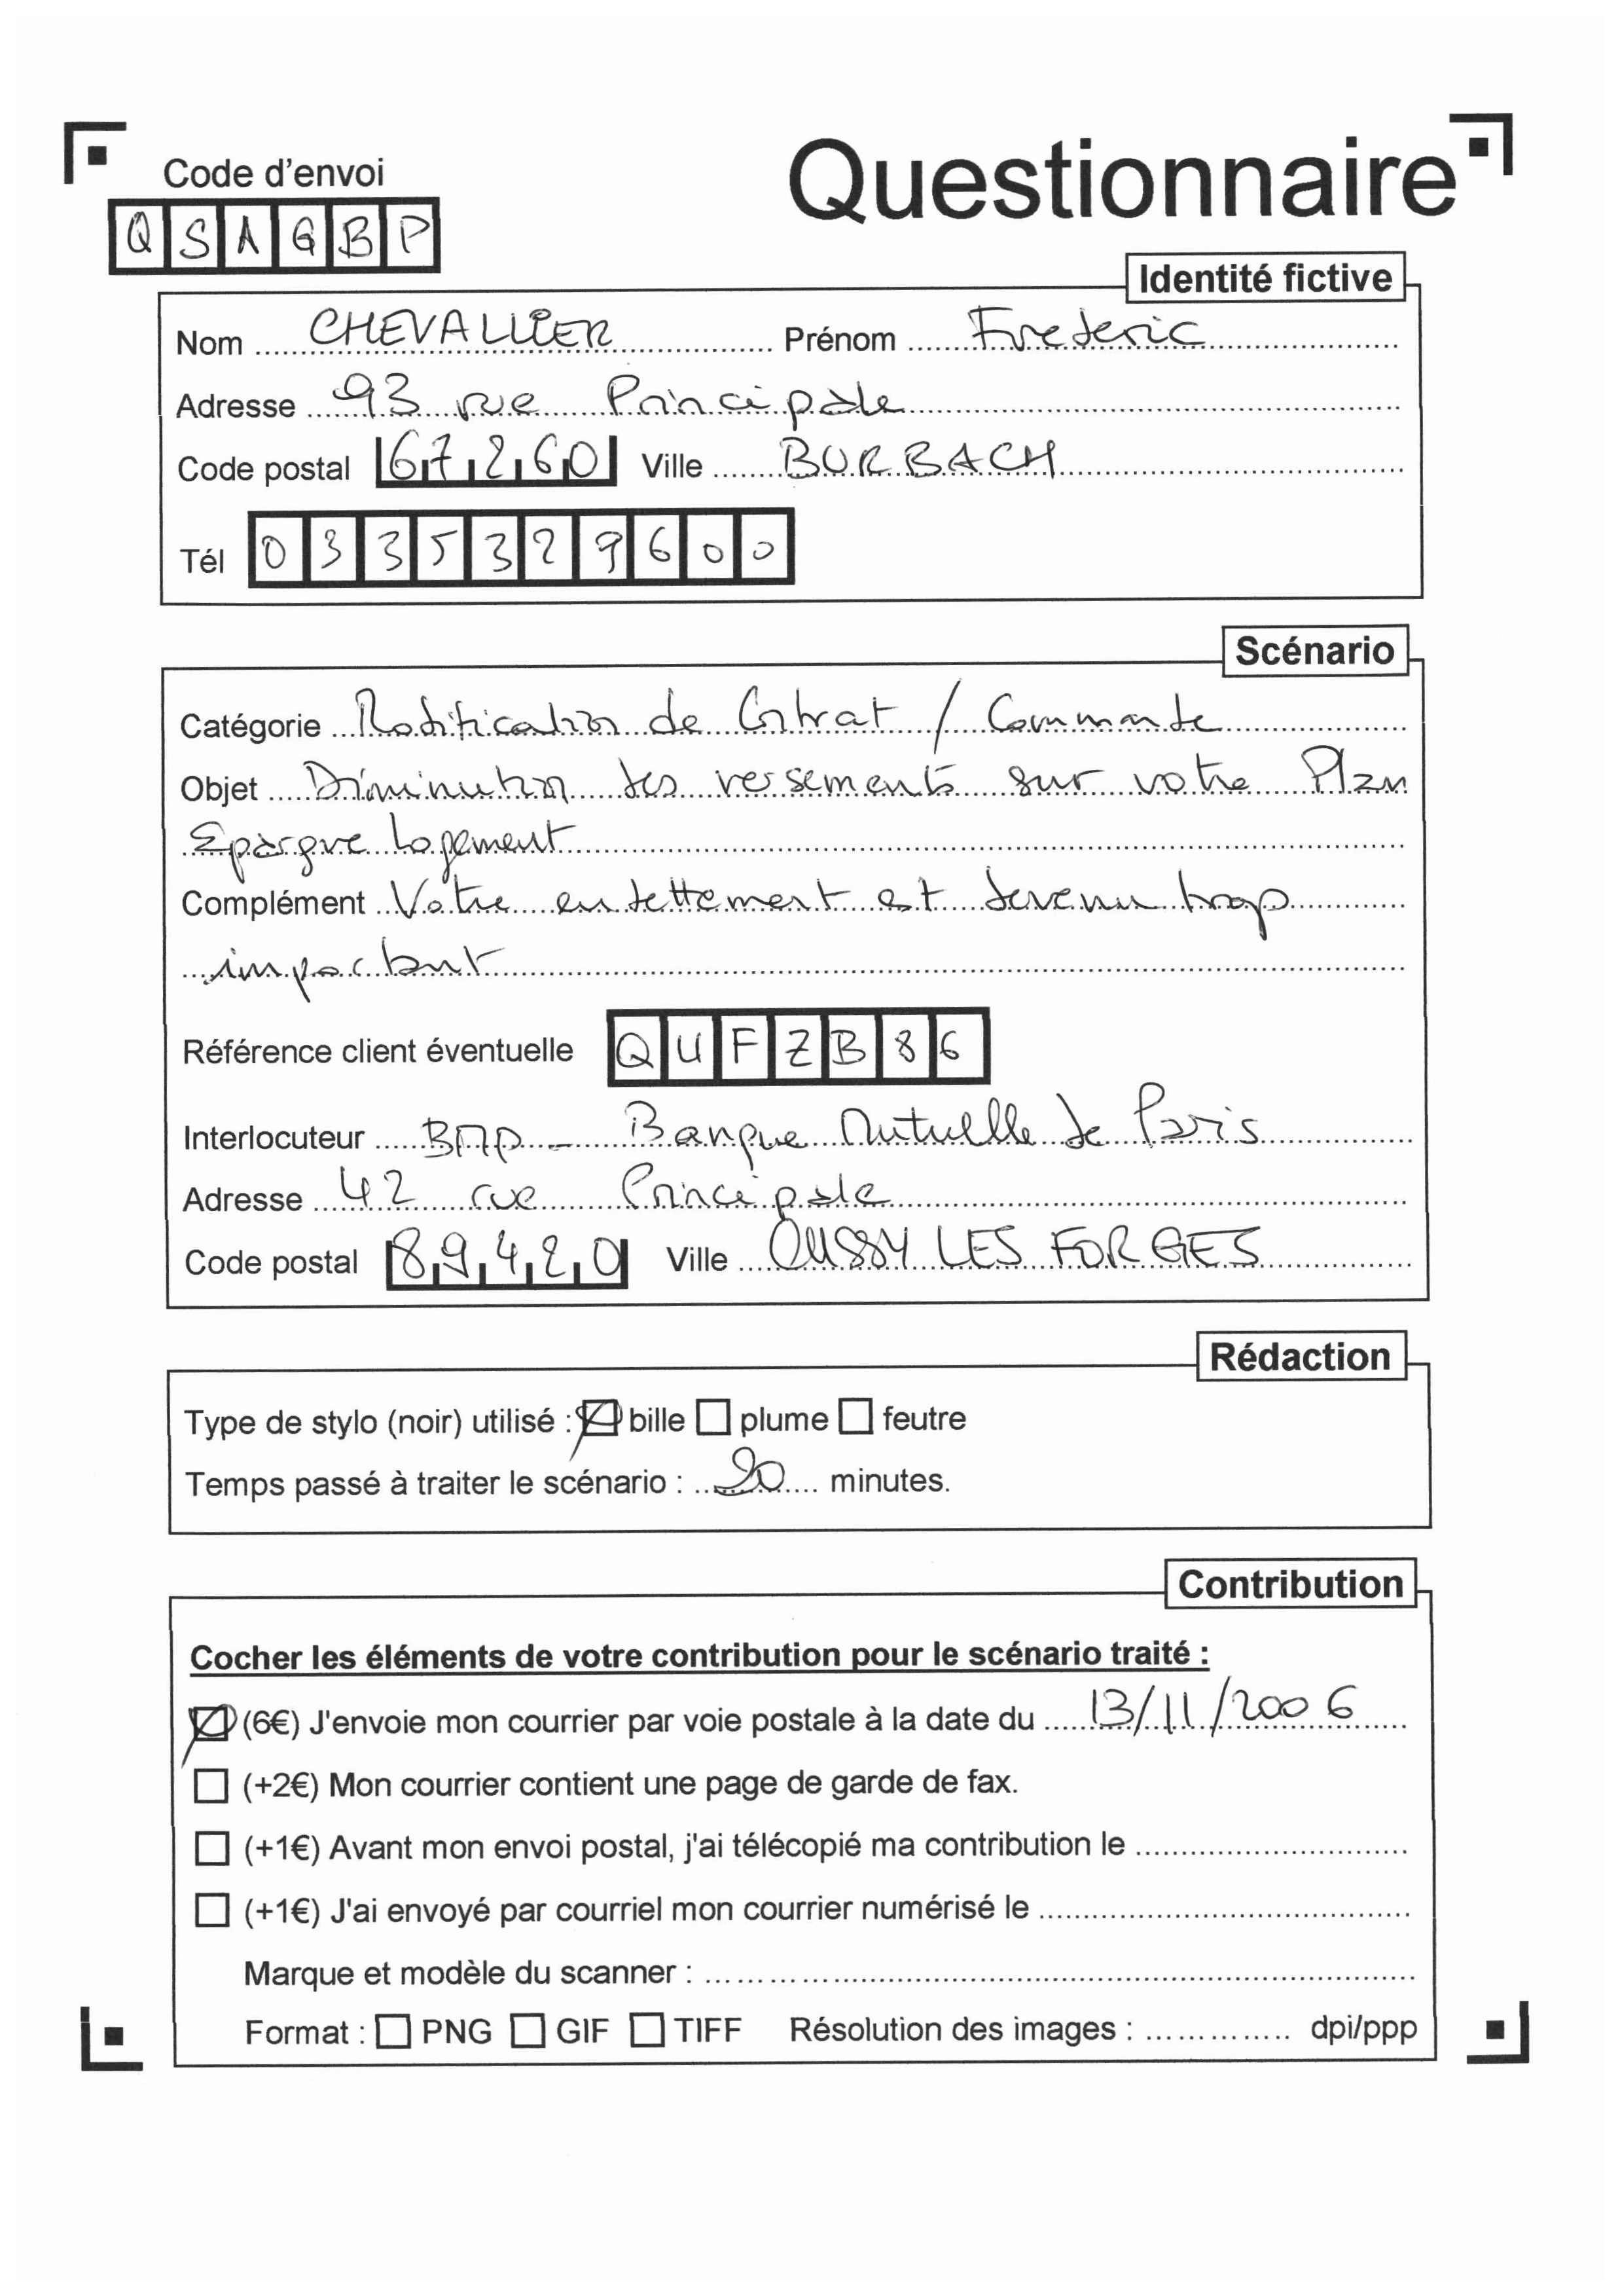 Code d'envoi
Questionnaire
QSAGBP
Identité fictive
Nom CHEVALLIER Prénom Frederic
Adresse 93 rue Principale
Code postal 67260 Ville BURBACH
Tél 0335329600
Scénario
Catégorie Modification de Contrat / Commande
Objet Diminution des versements sur votre Plan
Epargne Logement
Complément Votre endettement est devenu trop
important
Référence client éventuelle QUFZB86
Interlocuteur BMP - Banque Mutuelle de Paris
Adresse 42 rue Principale
Code postal 89420 Ville LES FORGES
Rédaction
Type de stylo (noir) utilisé : bille plume feutre
Temps passé à traiter le scénario : minutes.
Contribution
Cocher les éléments de votre contribution pour le scénario traité :
(6€) J'envoie mon courrier par voie postale à la date du 13/11/2006
(+2€) Mon courrier contient une page de garde de fax.
(+1€) Avant mon envoi postal, j'ai télécopié ma contribution le
(+1€) J'ai envoyé par courriel mon courrier numérisé le
Marque et modèle du scanner :
Format : PNG GIF TIFF Résolution des images : dpi/ppp